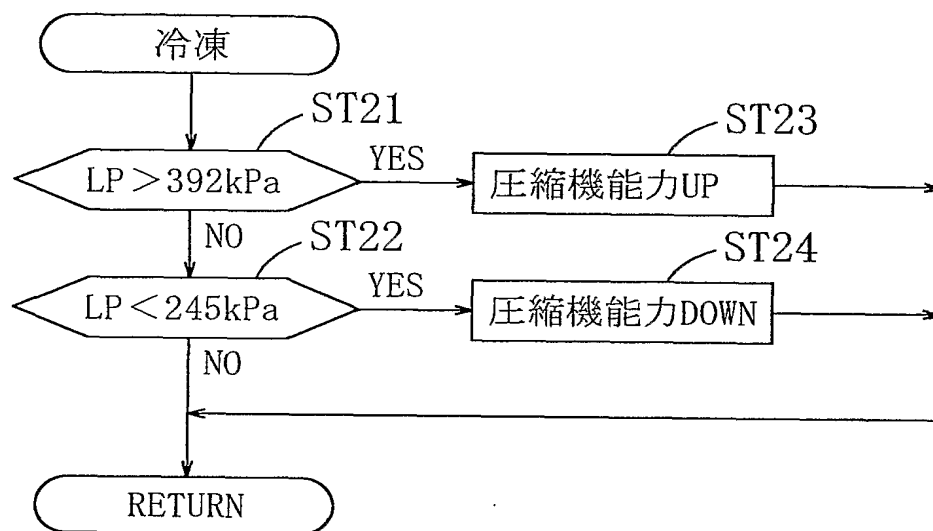 冷凍
ST21
LP＞392kPa
YES
ST23
圧縮機能力UP
NO
ST22
LP＜245kPa
YES
ST24
圧縮機能力DOWN
NO
RETURN